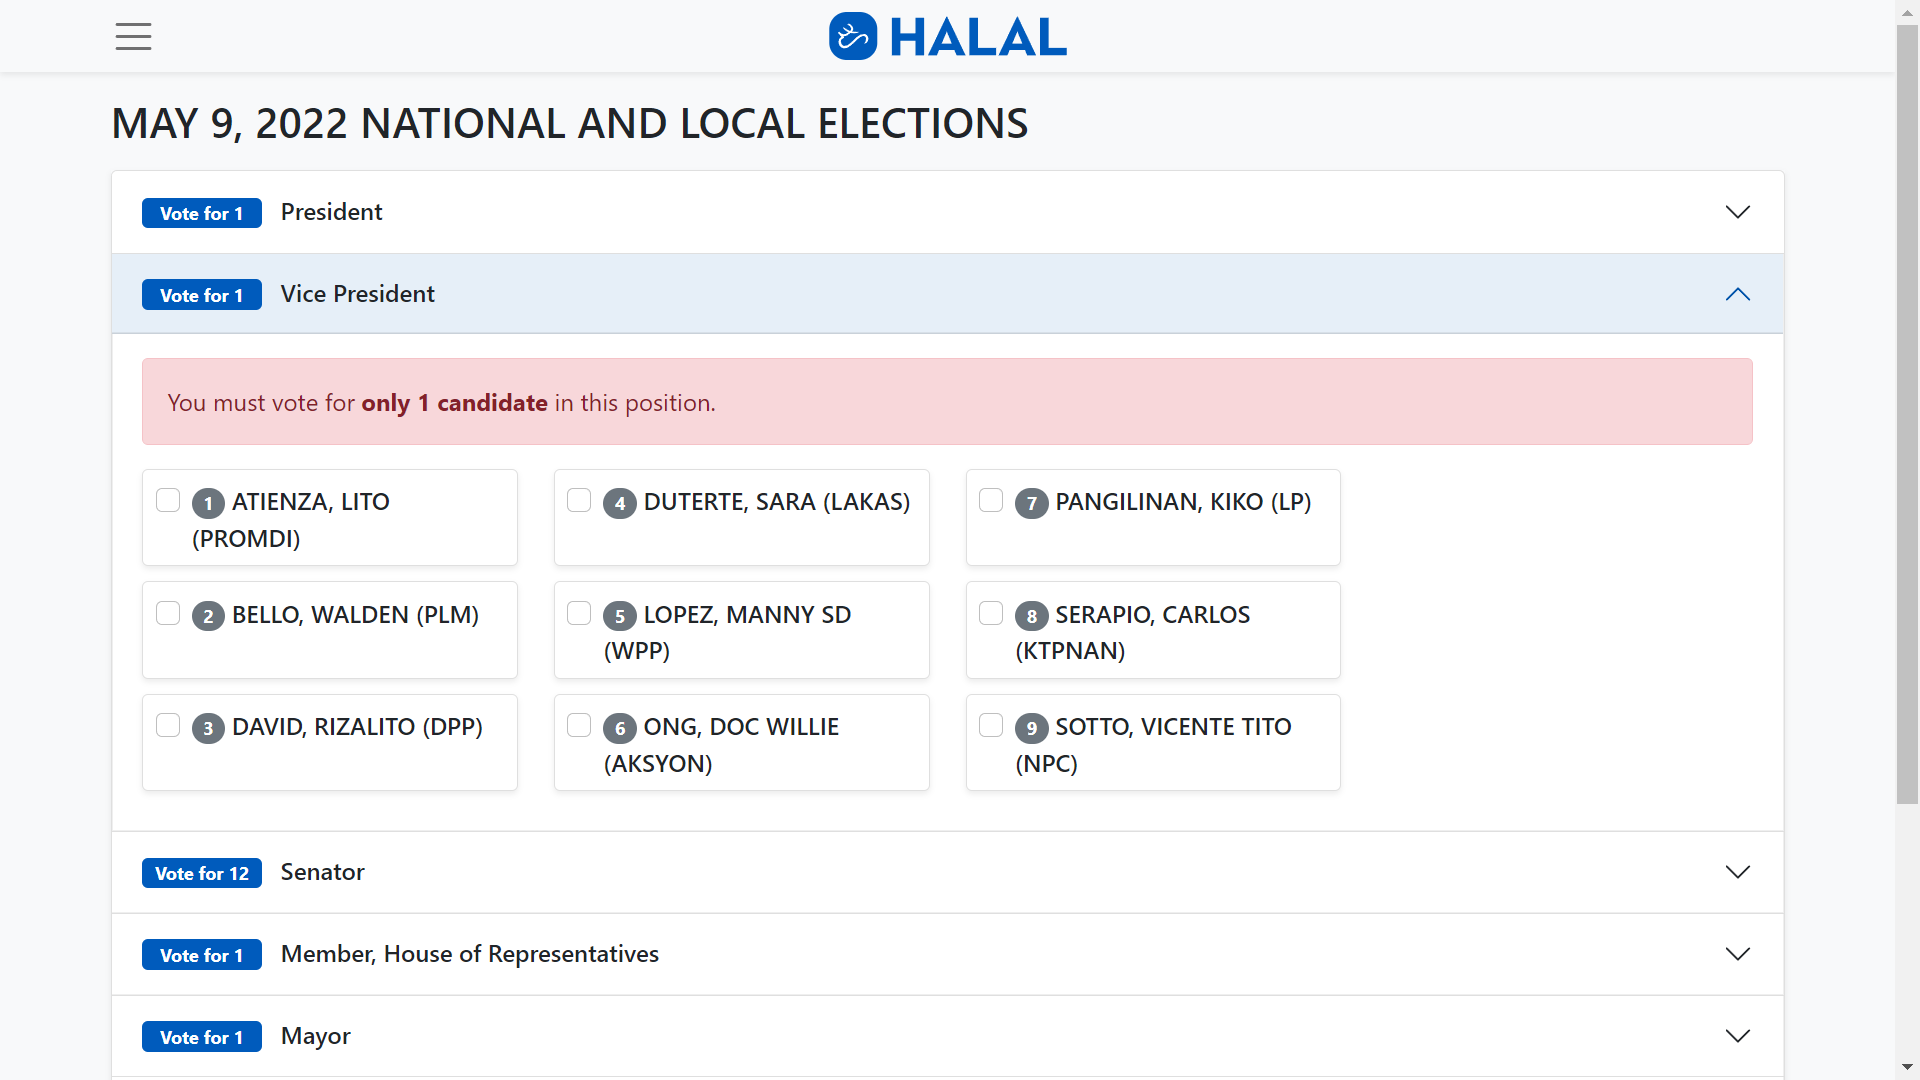 HALAL
MAY 9, 2022 NATIONAL AND LOCAL ELECTIONS
Vote for 1 President
Vote for 1 Vice President
You must vote for only 1 candidate in this position.
1 ATIENZA, LITO
(PROMDI)
4 DUTERTE, SARA (LAKAS)
7 PANGILINAN, KIKO (LP)
2 BELLO, WALDEN (PLM)
5 LOPEZ, MANNY SD
(WPP)
8 SERAPIO, CARLOS
(KTPNAN)
3 DAVID, RIZALITO (DPP)
6 ONG, DOC WILLIE
(AKSYON)
9 SOTTO, VICENTE TITO
(NPC)
Vote for 12 Senator
Vote for 1 Member, House of Representatives
Vote for 1 Mayor